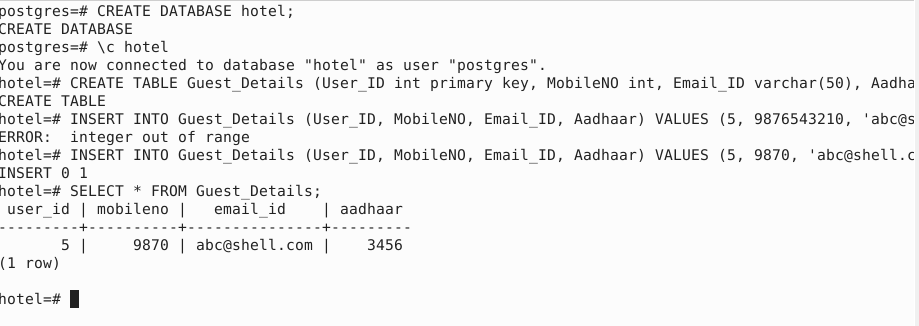 postgres=# CREATE DATABASE hotel;
CREATE DATABASE
postgres=# \c hotel
You are now connected to database "hotel" as user "postgres".
hotel=# CREATE TABLE Guest_Details (User_ID int primary key, MobileNO int, Email_ID varchar(50), Aadha
CREATE TABLE
hotel=# INSERT INTO Guest_Details (User_ID, MobileNO, Email_ID, Aadhaar) VALUES (5, 9876543210, 'abc@s
ERROR:  integer out of range
hotel=# INSERT INTO Guest_Details (User_ID, MobileNO, Email_ID, Aadhaar) VALUES (5, 9870, 'abc@shell.c
INSERT 0 1
hotel=# SELECT * FROM Guest_Details;
 user_id | mobileno |   email_id    | aadhaar
---------+----------+---------------+---------
       5 |     9870 | abc@shell.com |    3456
(1 row)
hotel=#